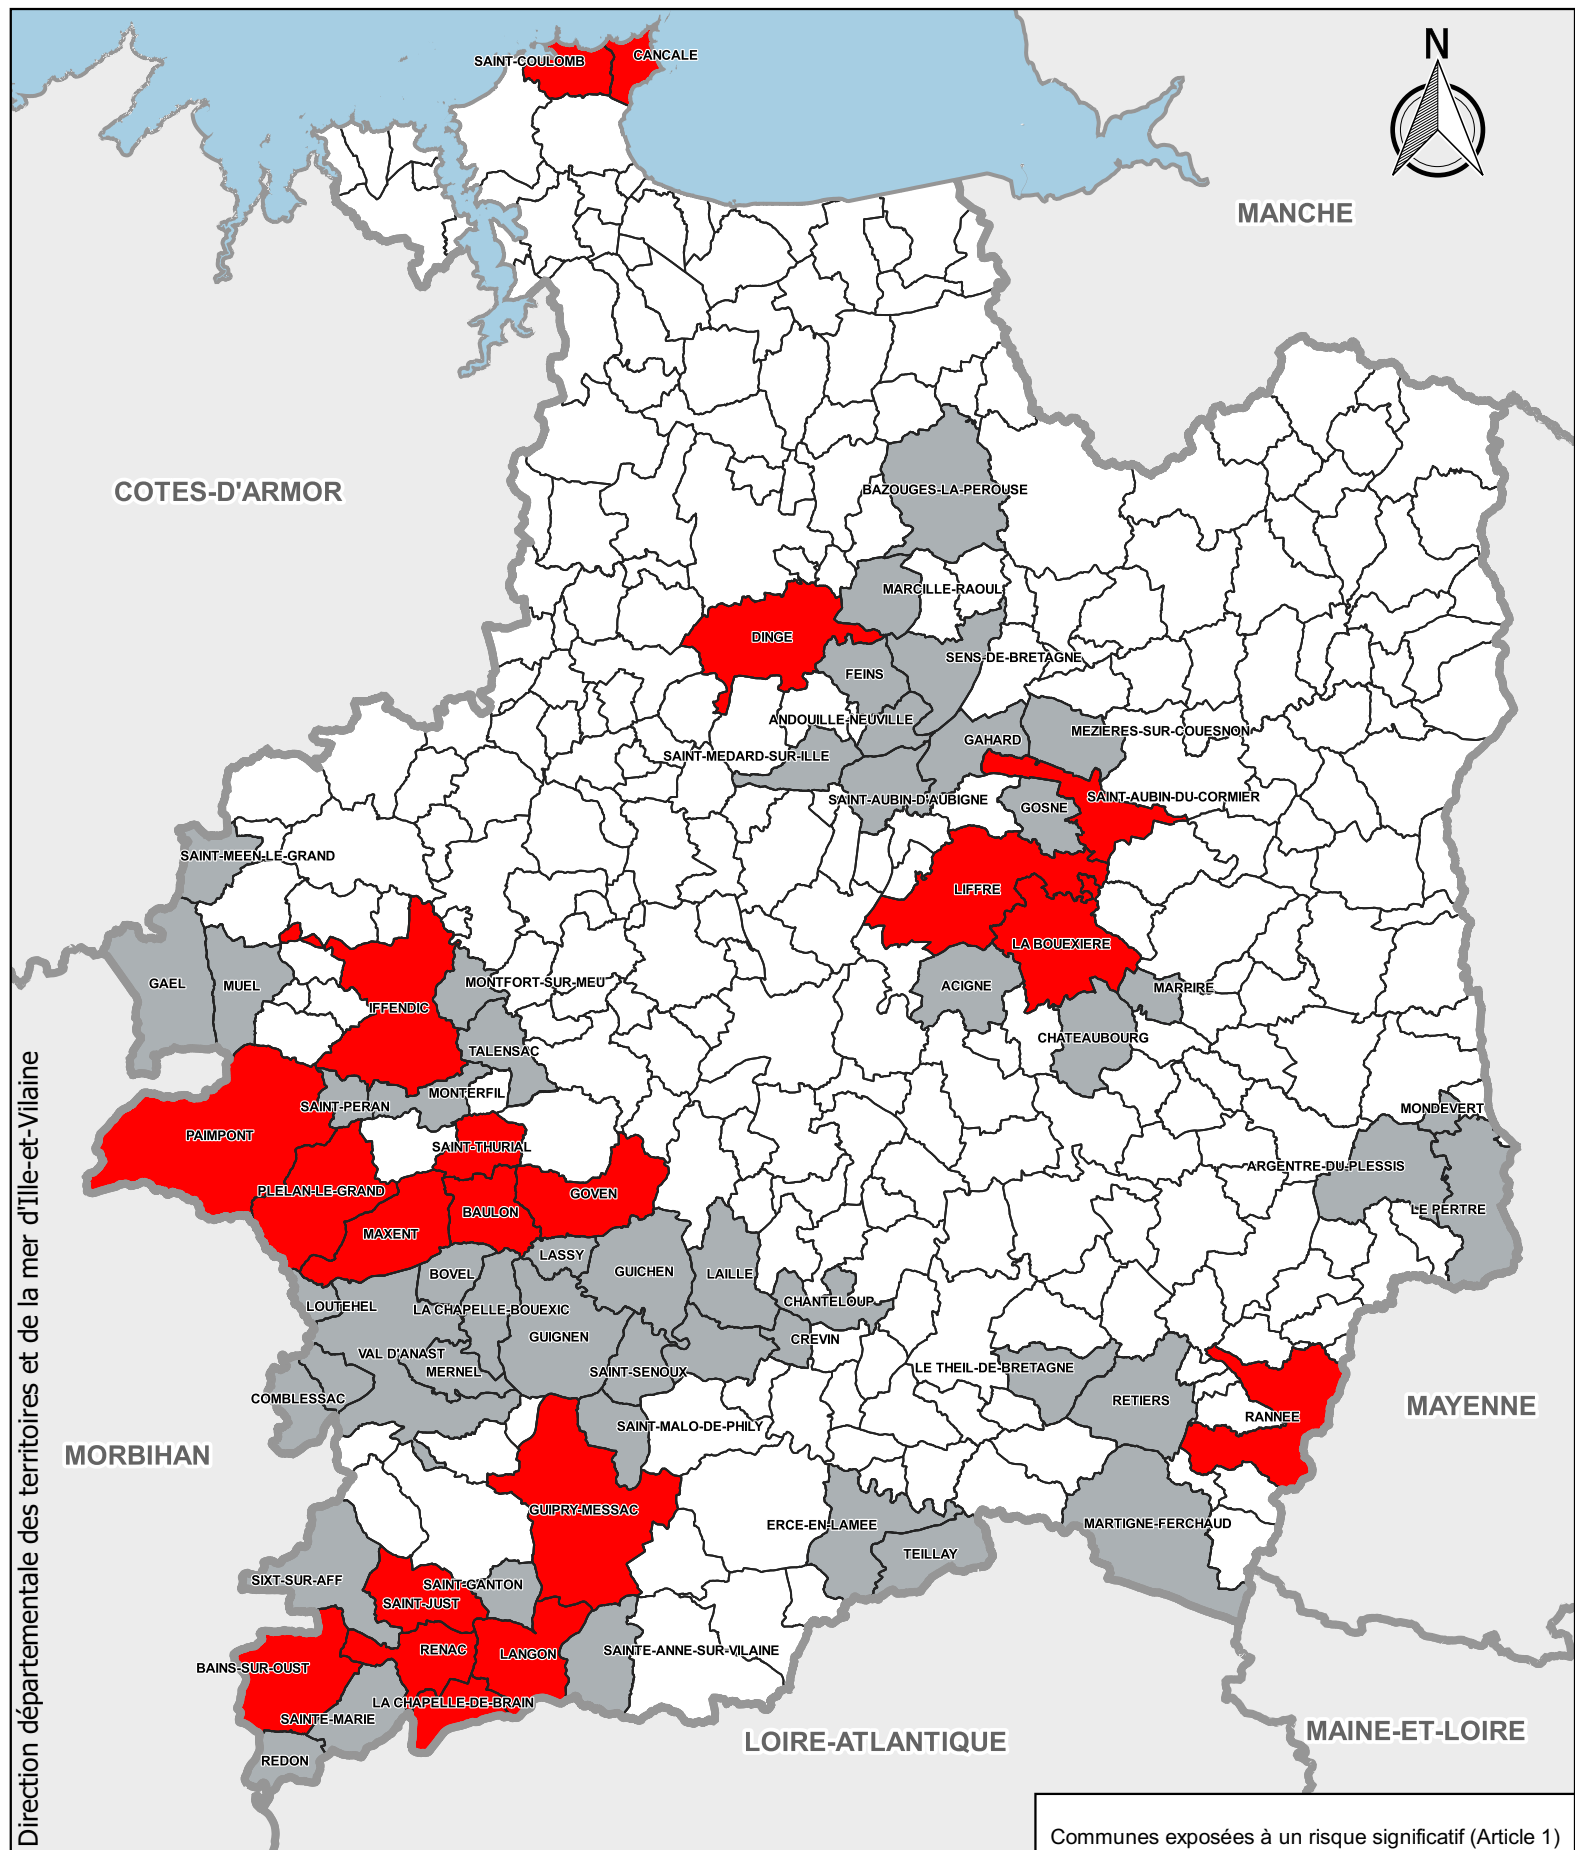 N
SAINT-COULOMB
CANCALE
MANCHE
COTES-D'ARMOR
BAZOUGES-LA-PEROUSE
MARCILLE-RAOUL
DINGE
SENS-DE-BRETAGNE
FEINS
ANDOUILLE-NEUVILLE
GAHARD
MEZIERES-SUR-COUESNON
SAINT-MEDARD-SUR-ILLE
SAINT-AUBIN-D'AUBIGNE
SAINT-AUBIN-DU-CORMIER
GOSNE
SAINT-MEEN-LE-GRAND
LIFFRE
LA BOUEXIERE
GAEL
MUEL
MONTFORT-SUR-MEU
ACIGNE
MARPIRE
IFFENDIC
CHATEAUBOURG
TALENSAC
MONTERFIL
SAINT-PERAN
MONDEVERT
PAIMPONT
SAINT-THURIAL
ARGENTRE-DU-PLESSIS
PLELAN-LE-GRAND
GOVEN
BAULON
LE PERTRE
MAXENT
LASSY
BOVEL
GUICHEN
LAILLE
LOUTEHEL
LA CHAPELLE-BOUEXIC
CHANTELOUP
GUIGNEN
CREVIN
VAL D'ANAST
MERNEL
SAINT-SENOUX
LE THEIL-DE-BRETAGNE
COMBLESSAC
RETIERS
MAYENNE
RANNEE
SAINT-MALO-DE-PHILY
MORBIHAN
GUIPRY-MESSAC
ERCE-EN-LAMEE
MARTIGNE-FERCHAUD
TEILLAY
SIXT-SUR-AFF
SAINT-GANTON
SAINT-JUST
RENAC
LANGON
SAINTE-ANNE-SUR-VILAINE
BAINS-SUR-OUST
LA CHAPELLE-DE-BRAIN
SAINTE-MARIE
REDON
LOIRE-ATLANTIQUE
MAINE-ET-LOIRE
Direction départementale des territoires et de la mer d'Ille-et-Vilaine
Communes exposées à un risque significatif (Article 1)